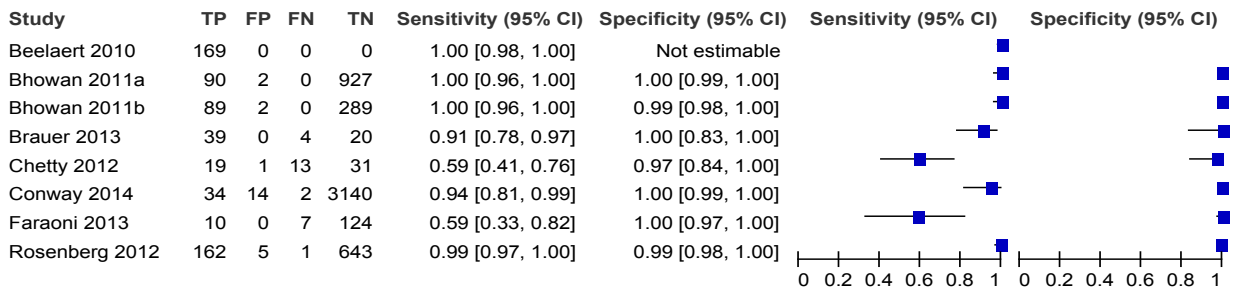 Study TP FP FN TN Sensitivity (95% CI) Specificity (95% CI) Sensitivity (95% CI) Specificity (95% CI)
Beelaert 2010 169 0 0 0 1.00 [0.98, 1.00] Not estimable
Bhowan 2011a 90 2 0 927 1.00 [0.96, 1.00] 1.00 [0.99, 1.00]
Bhowan 2011b 89 2 0 289 1.00 [0.96, 1.00] 0.99 [0.98, 1.00]
Brauer 2013 39 0 4 20 0.91 [0.78, 0.97] 1.00 [0.83, 1.00]
Chetty 2012 19 1 13 31 0.59 [0.41, 0.76] 0.97 [0.84, 1.00]
Conway 2014 34 14 2 3140 0.94 [0.81, 0.99] 1.00 [0.99, 1.00]
Faraoni 2013 10 0 7 124 0.59 [0.33, 0.82] 1.00 [0.97, 1.00]
Rosenberg 2012 162 5 1 643 0.99 [0.97, 1.00] 0.99 [0.98, 1.00]
0 0.2 0.4 0.6 0.8 1 0 0.2 0.4 0.6 0.8 1